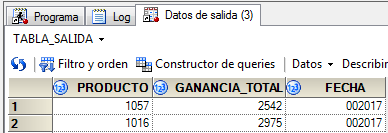 Programa Log Datos de salida (3)
TABLA_SALIDA
Filtro y orden Constructor de queries Datos Describir
PRODUCTO GANANCIA_TOTAL FECHA
1 1057 2542 002017
2 1016 2975 002017